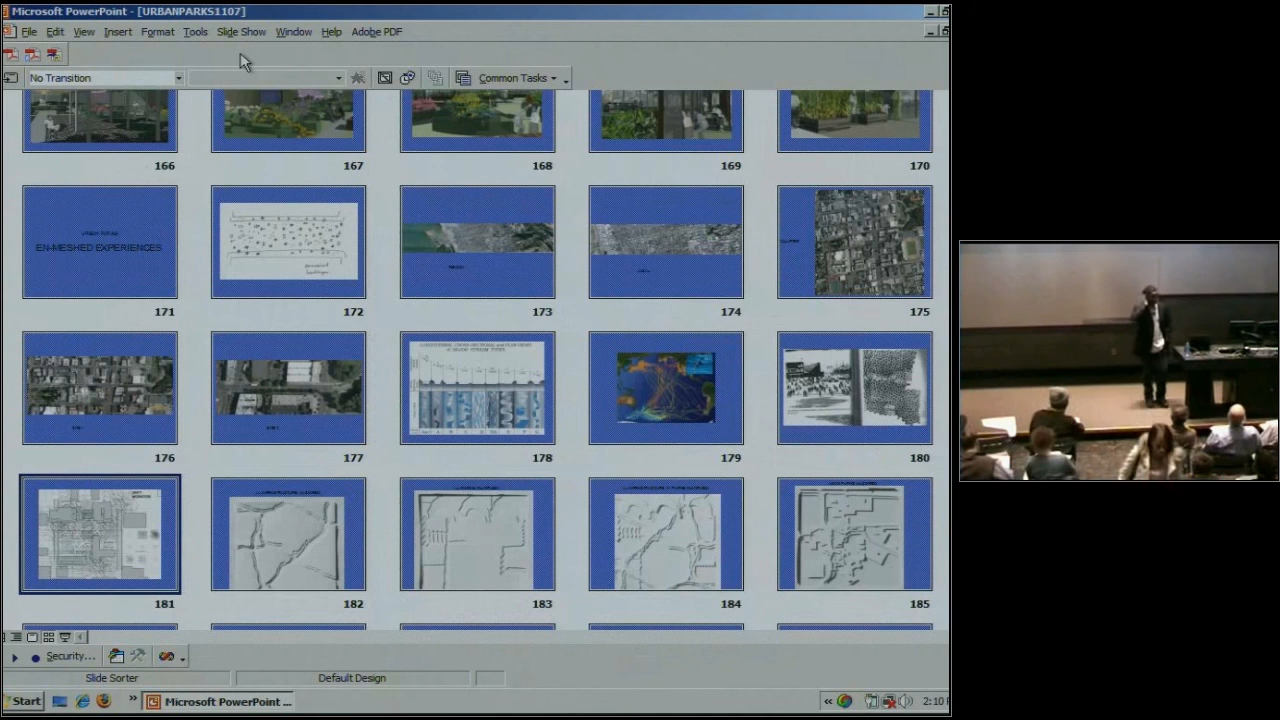 Microsoft PowerPoint - [URBANPARKS1107]
File Edit View Insert Format Tools Slide Show Window Help Adobe PDF
No Transition Common Tasks
166 167 168 169 170
EN-MESHED EXPERIENCES
171 172 173 174 175
176 177 178 179 180
181 182 183 184 185
Security...
Slide Sorter Default Design
Start Microsoft PowerPoint ... 2:10